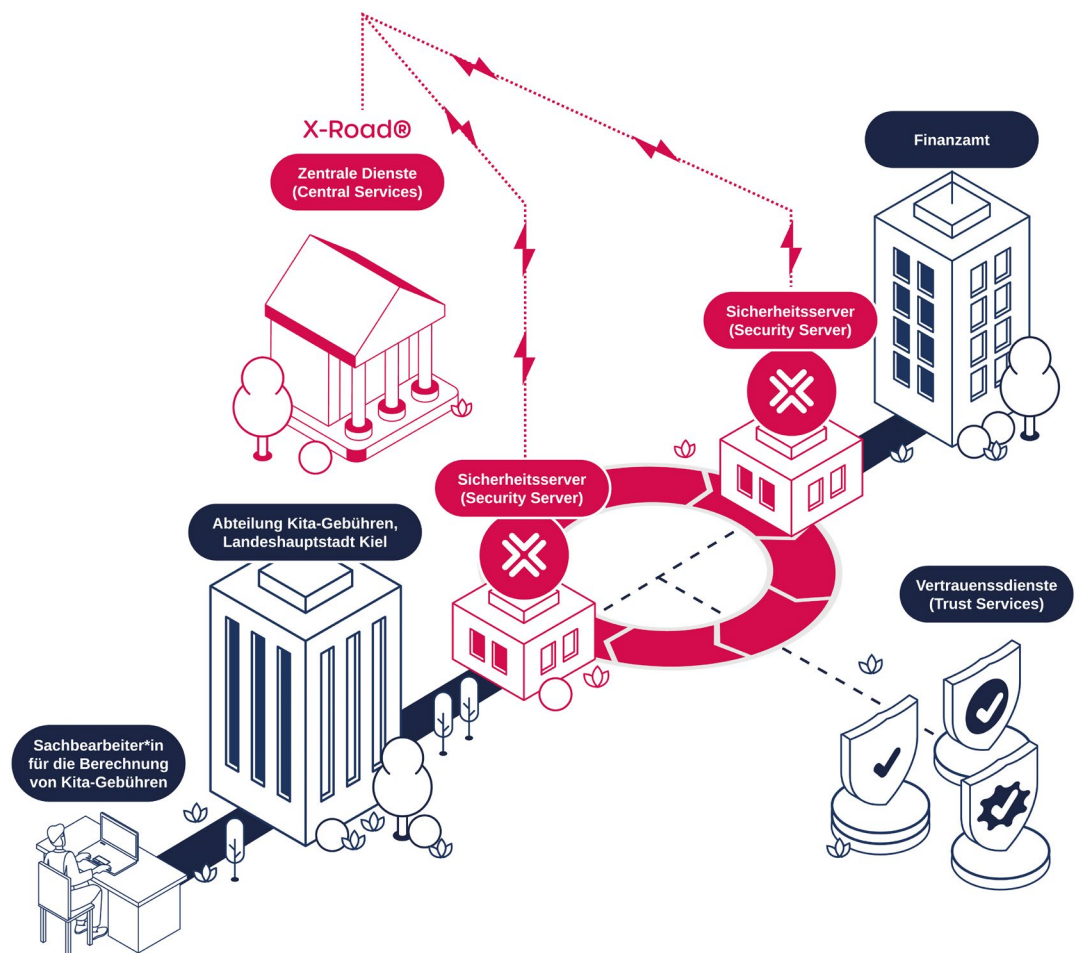 X-Road®
Zentrale Dienste
(Central Services)
Finanzamt
Sicherheitsserver
(Security Server)
Sicherheitsserver
(Security Server)
Abteilung Kita-Gebühren,
Landeshauptstadt Kiel
Vertrauenssdienste
(Trust Services)
Sachbearbeiter*in
für die Berechnung
von Kita-Gebühren